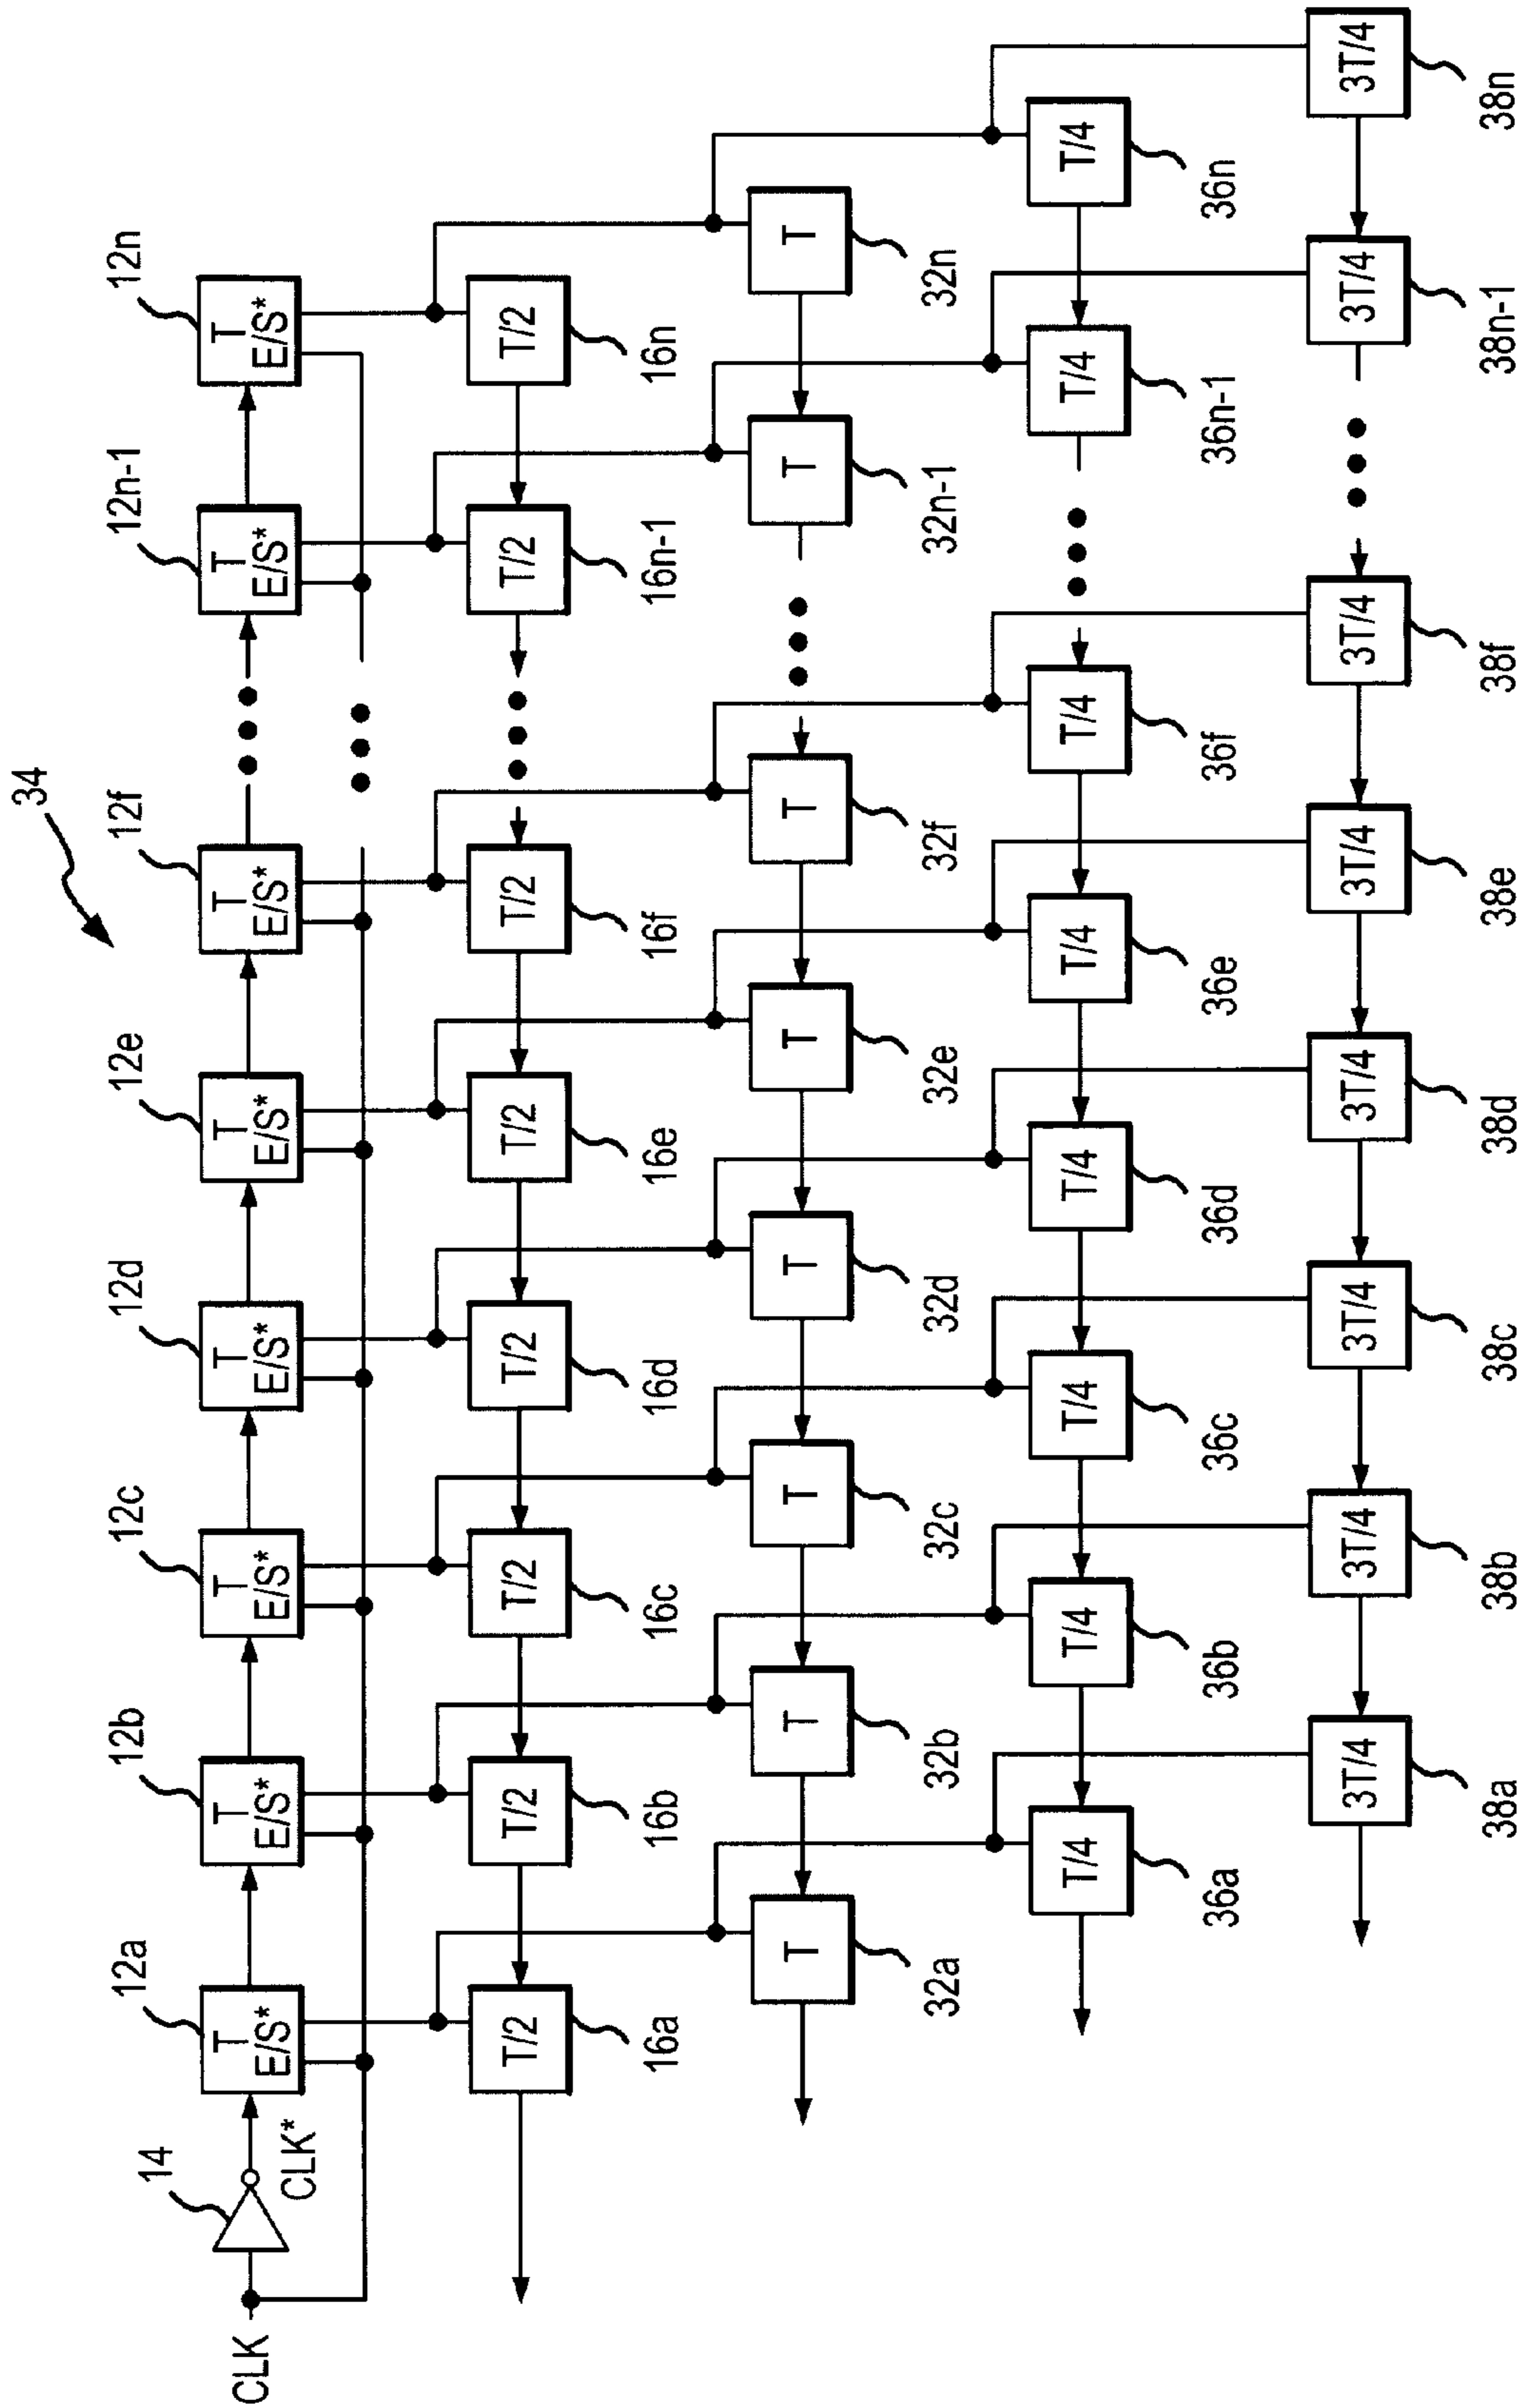 34
12a 12b 12c 12d 12e 12f 12n-1 12n
14
T T T T T T T T
E/S* E/S* E/S* E/S* E/S* E/S* E/S* E/S*
CLK
CLK*
T/2 T/2 T/2 T/2 T/2 T/2 T/2 T/2
16a 16b 16c 16d 16e 16f 16n-1 16n
T T T T T T T T
32a 32b 32c 32d 32e 32f 32n-1 32n
T/4 T/4 T/4 T/4 T/4 T/4 T/4 T/4
36a 36b 36c 36d 36e 36f 36n-1 36n
3T/4 3T/4 3T/4 3T/4 3T/4 3T/4 3T/4 3T/4
38a 38b 38c 38d 38e 38f 38n-1 38n